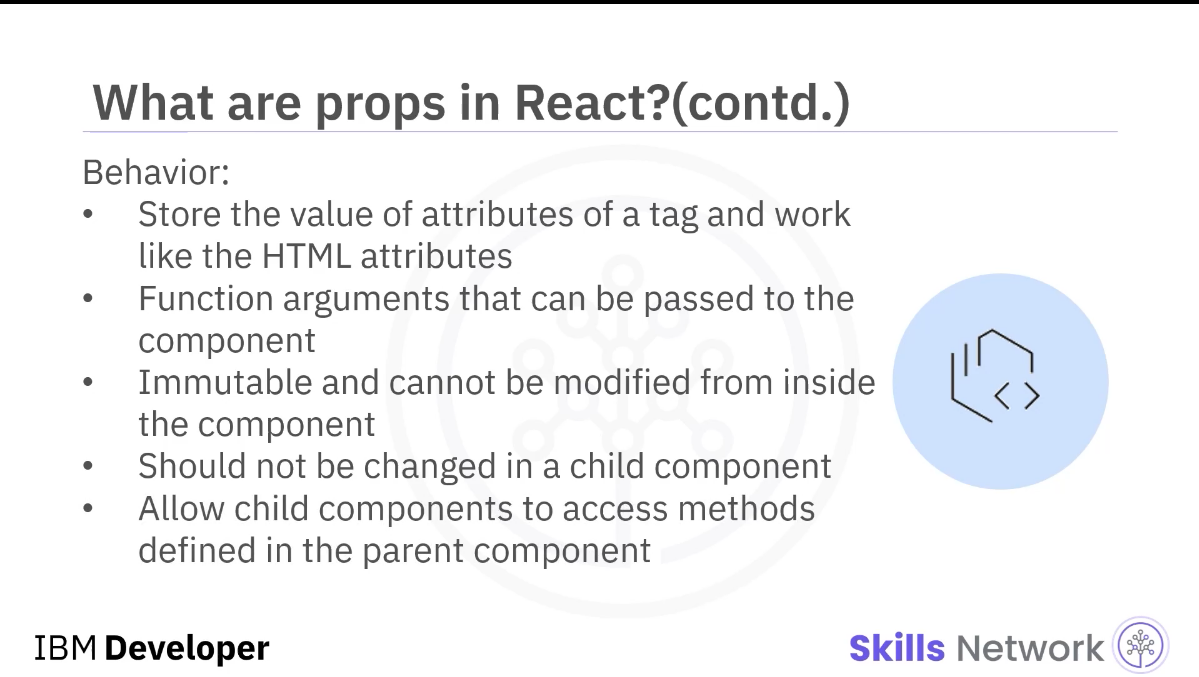 What are props in React?(contd.)
Behavior:
• Store the value of attributes of a tag and work
like the HTML attributes
• Function arguments that can be passed to the
component
• Immutable and cannot be modified from inside
the component
• Should not be changed in a child component
• Allow child components to access methods
defined in the parent component
IBM Developer
Skills Network